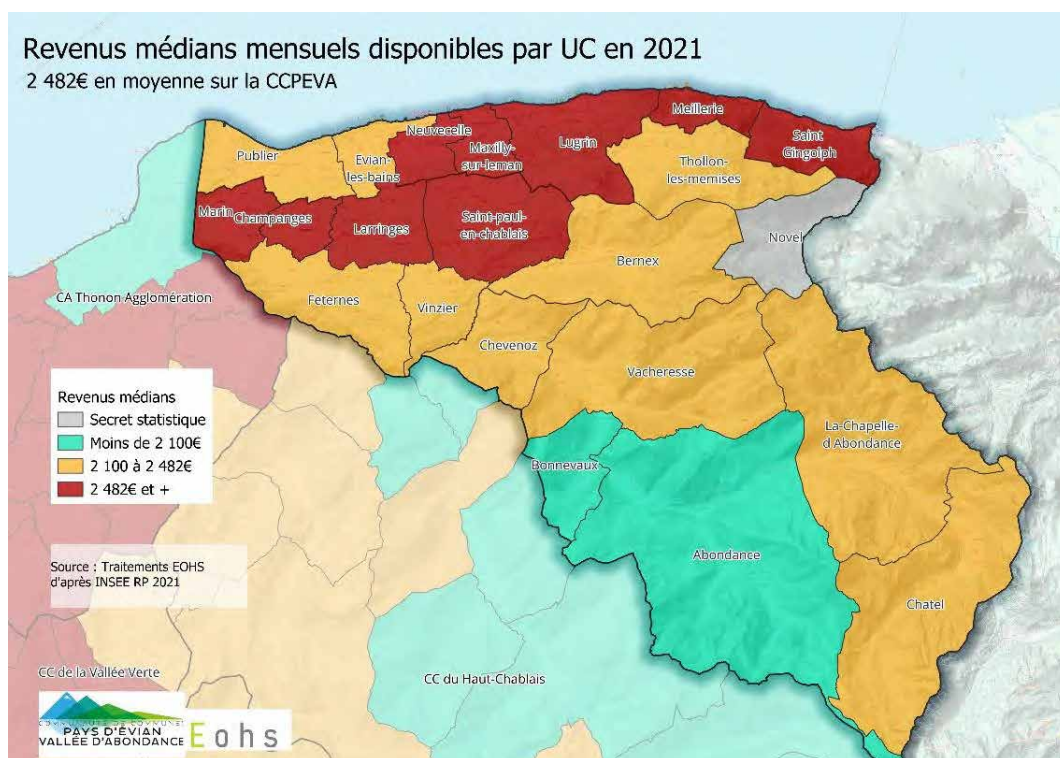 Revenus médians mensuels disponibles par UC en 2021
2 482€ en moyenne sur la CCPEVA
Meillerie
Neuvecelle
Saint
Gingolph
Publier
Evian-
les-bains
Maxilly-
sur-leman
Lugrin
Thollon-
les-memises
Marin
Champanges
Larringes
Saint-paul-
en-chablais
Novel
Bernex
CA Thonon Agglomération
Feternes
Vinzier
Chevenoz
Vacheresse
La-Chapelle-
d Abondance
Revenus médians
Secret statistique
Moins de 2 100€
2 100 à 2 482€
2 482€ et +
Bonnevaux
Abondance
Source : Traitements EOHS
d'après INSEE RP 2021
Chatel
CC de la Vallée Verte
CC du Haut-Chablais
COMMUNAUTÉ DE COMMUNES
PAYS D'ÉVIAN
VALLÉE D'ABONDANCE
Eohs